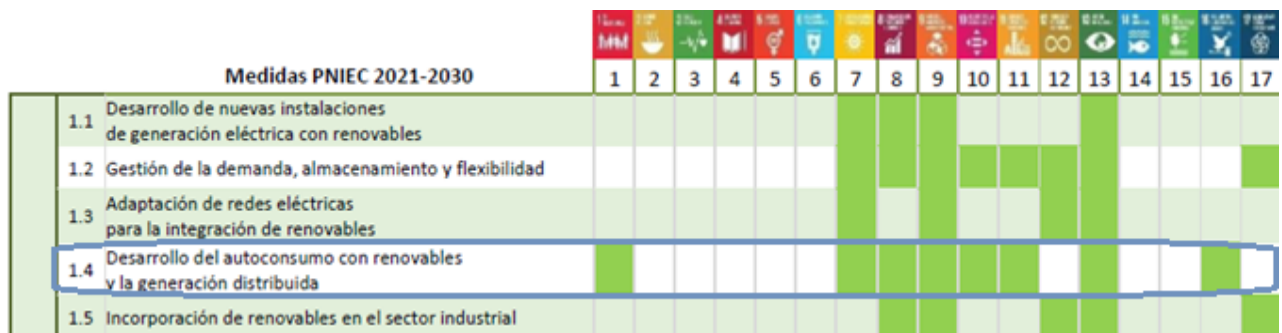 Medidas PNIEC 2021-2030
1 2 3 4 5 6 7 8 9 10 11 12 13 14 15 16 17
1.1 Desarrollo de nuevas instalaciones
de generación eléctrica con renovables
1.2 Gestión de la demanda, almacenamiento y flexibilidad
1.3 Adaptación de redes eléctricas
para la integración de renovables
1.4 Desarrollo del autoconsumo con renovables
y la generación distribuida
1.5 Incorporación de renovables en el sector industrial